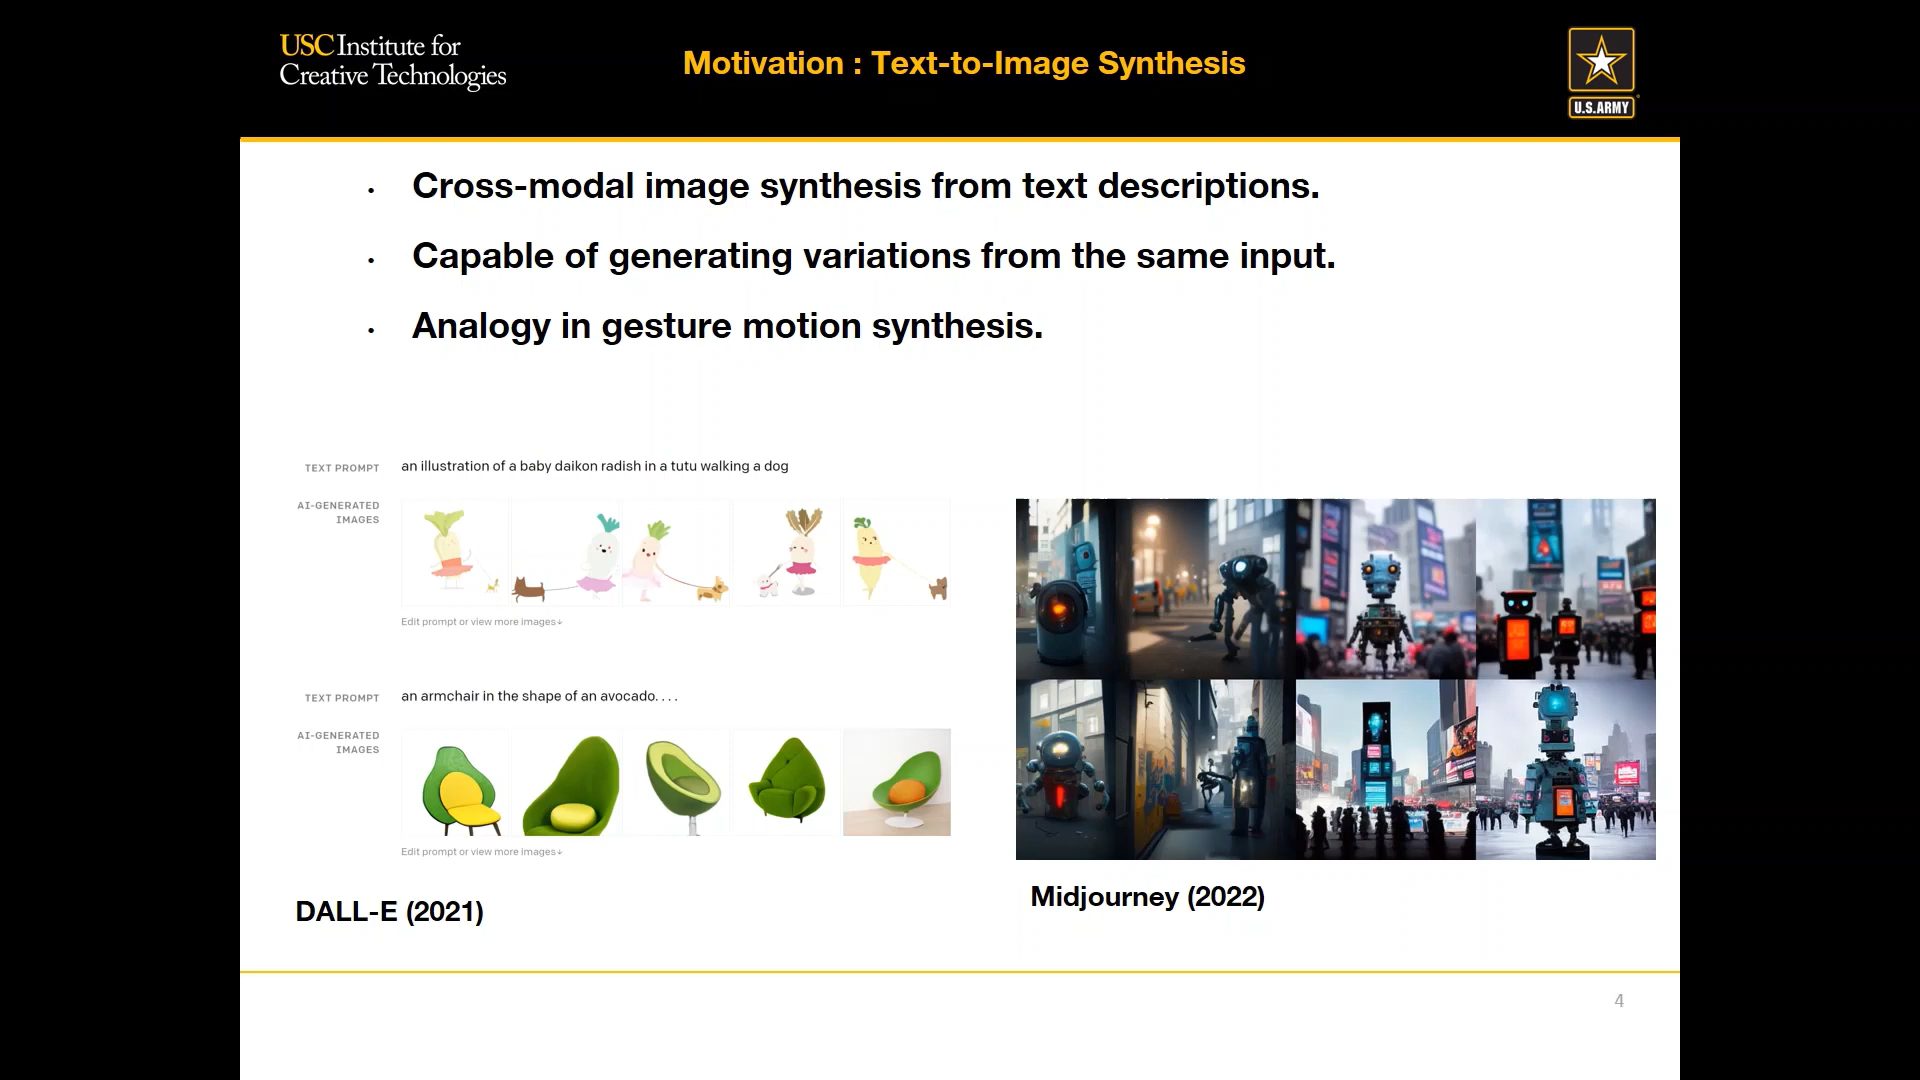 USC Institute for
Creative Technologies
Motivation : Text-to-Image Synthesis
U.S.ARMY
• Cross-modal image synthesis from text descriptions.
• Capable of generating variations from the same input.
• Analogy in gesture motion synthesis.
TEXT PROMPT an illustration of a baby daikon radish in a tutu walking a dog
AI-GENERATED
IMAGES
Edit prompt or view more images↓
TEXT PROMPT an armchair in the shape of an avocado. . . .
AI-GENERATED
IMAGES
Edit prompt or view more images↓
DALL-E (2021)
Midjourney (2022)
4